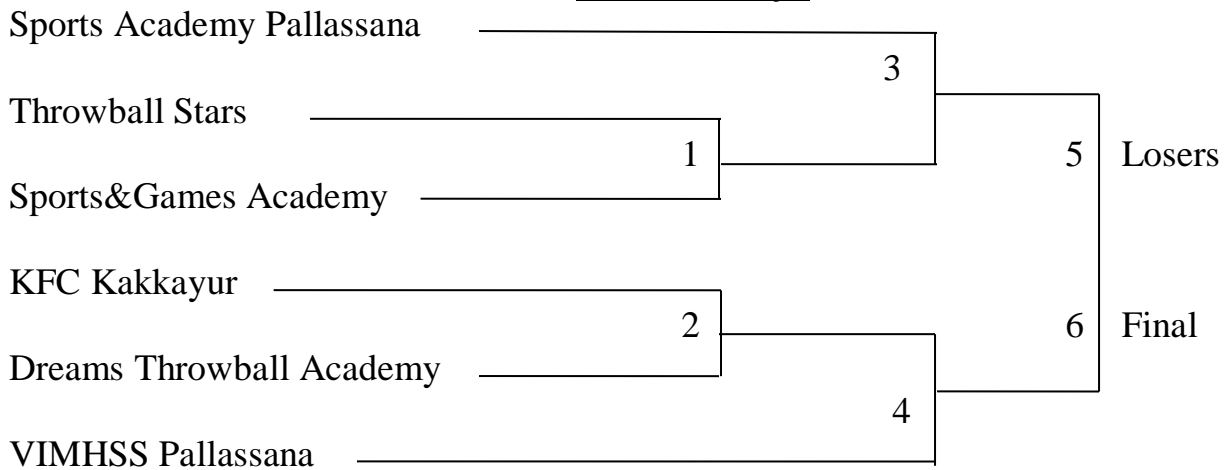 Sports Academy Pallassana
3
Throwball Stars
1
5 Losers
Sports&Games Academy
KFC Kakkayur
2
6 Final
Dreams Throwball Academy
4
VIMHSS Pallassana